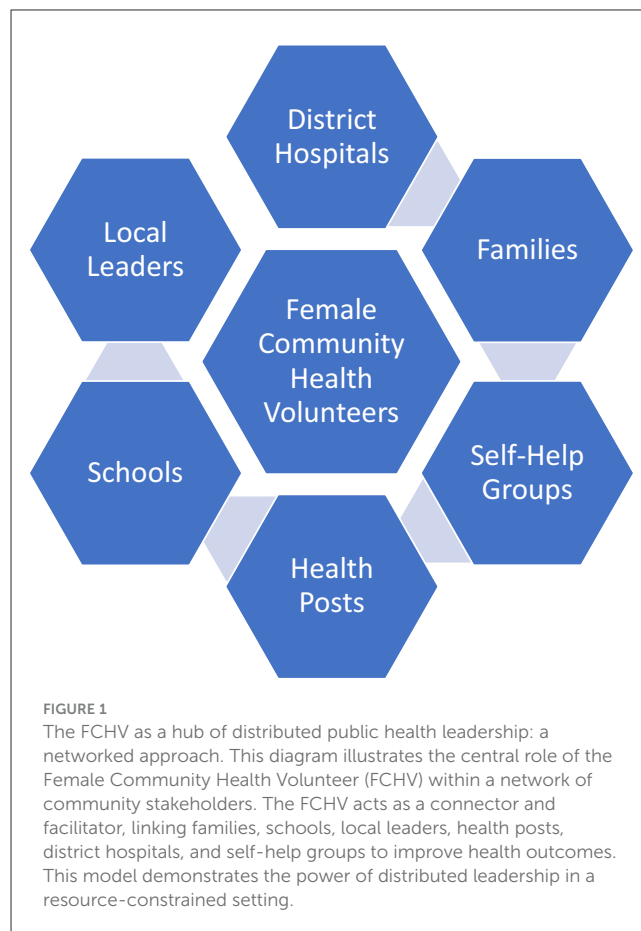 District
Hospitals
Local
Leaders
Families
Female
Community
Health
Volunteers
Schools
Self-Help
Groups
Health
Posts
FIGURE 1
The FCHV as a hub of distributed public health leadership: a
networked approach. This diagram illustrates the central role of the
Female Community Health Volunteer (FCHV) within a network of
community stakeholders. The FCHV acts as a connector and
facilitator, linking families, schools, local leaders, health posts,
district hospitals, and self-help groups to improve health outcomes.
This model demonstrates the power of distributed leadership in a
resource-constrained setting.